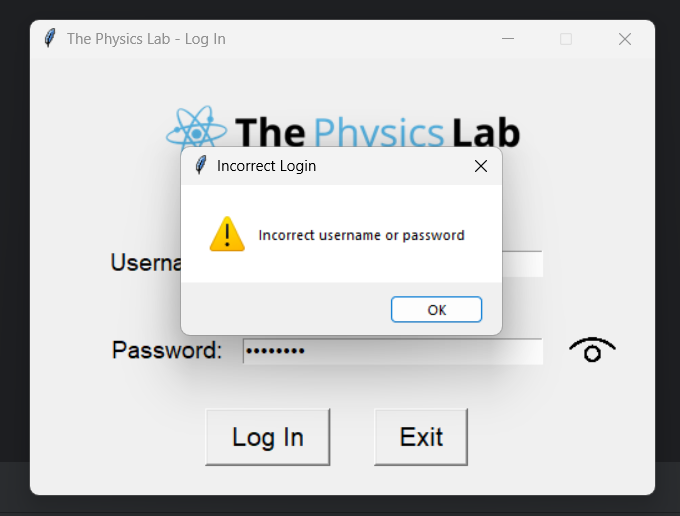 The Physics Lab - Log In
The Physics Lab
Incorrect Login
Incorrect username or password
OK
Userna
Password: ••••••••
Log In Exit